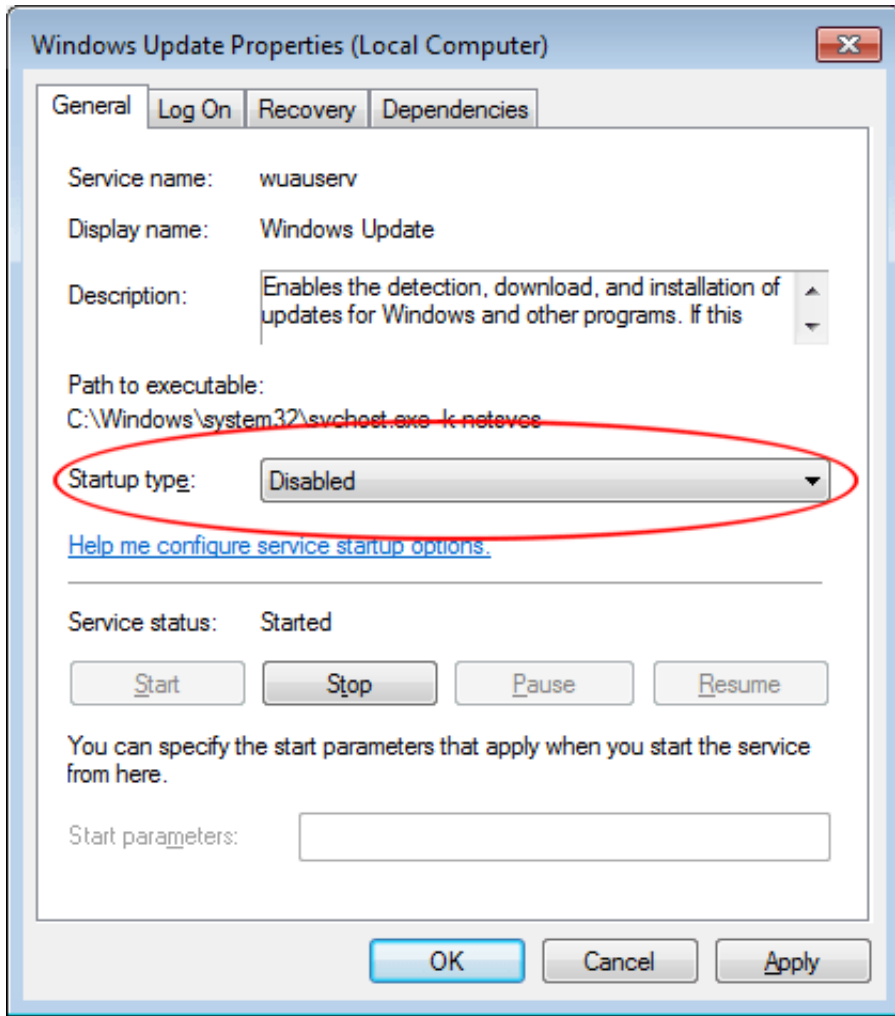 Windows Update Properties (Local Computer)
General Log On Recovery Dependencies
Service name: wuauserv
Display name: Windows Update
Description: Enables the detection, download, and installation of
updates for Windows and other programs. If this
Path to executable:
C:\Windows\system32\svchost.exe -k netsvcs
Startup type: Disabled
Help me configure service startup options.
Service status: Started
Start Stop Pause Resume
You can specify the start parameters that apply when you start the service
from here.
Start parameters:
OK Cancel Apply